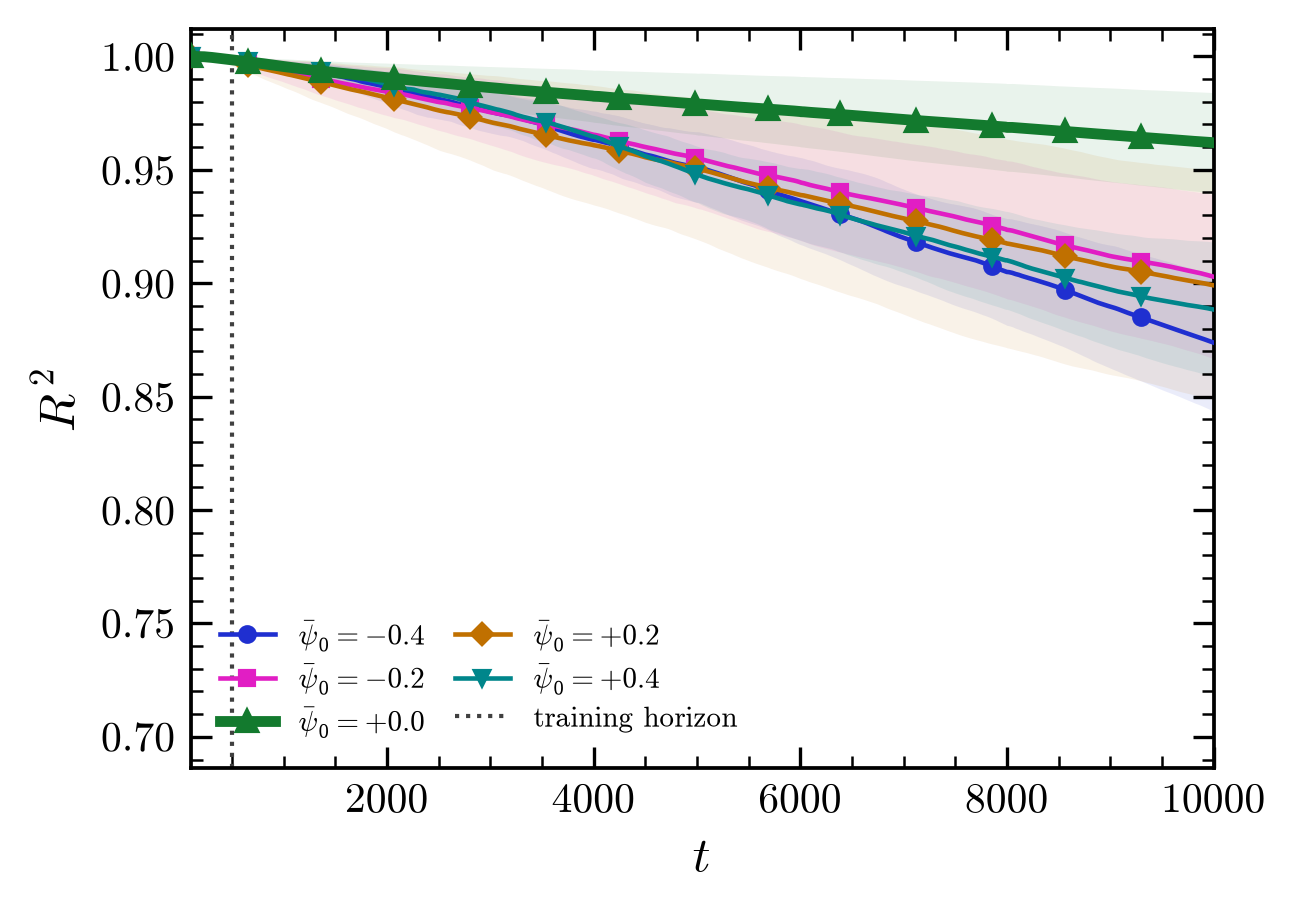 1.00
0.95
0.90
0.85
0.80
0.75
0.70
R²
ψ̄₀ = −0.4
ψ̄₀ = −0.2
ψ̄₀ = +0.0
ψ̄₀ = +0.2
ψ̄₀ = +0.4
training horizon
2000 4000 6000 8000 10000
t